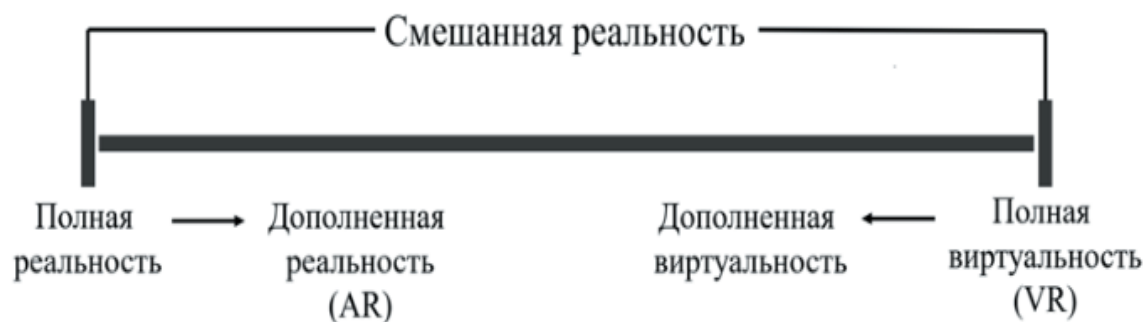 Смешанная реальность
Полная
реальность
Дополненная
реальность
(AR)
Дополненная
виртуальность
Полная
виртуальность
(VR)